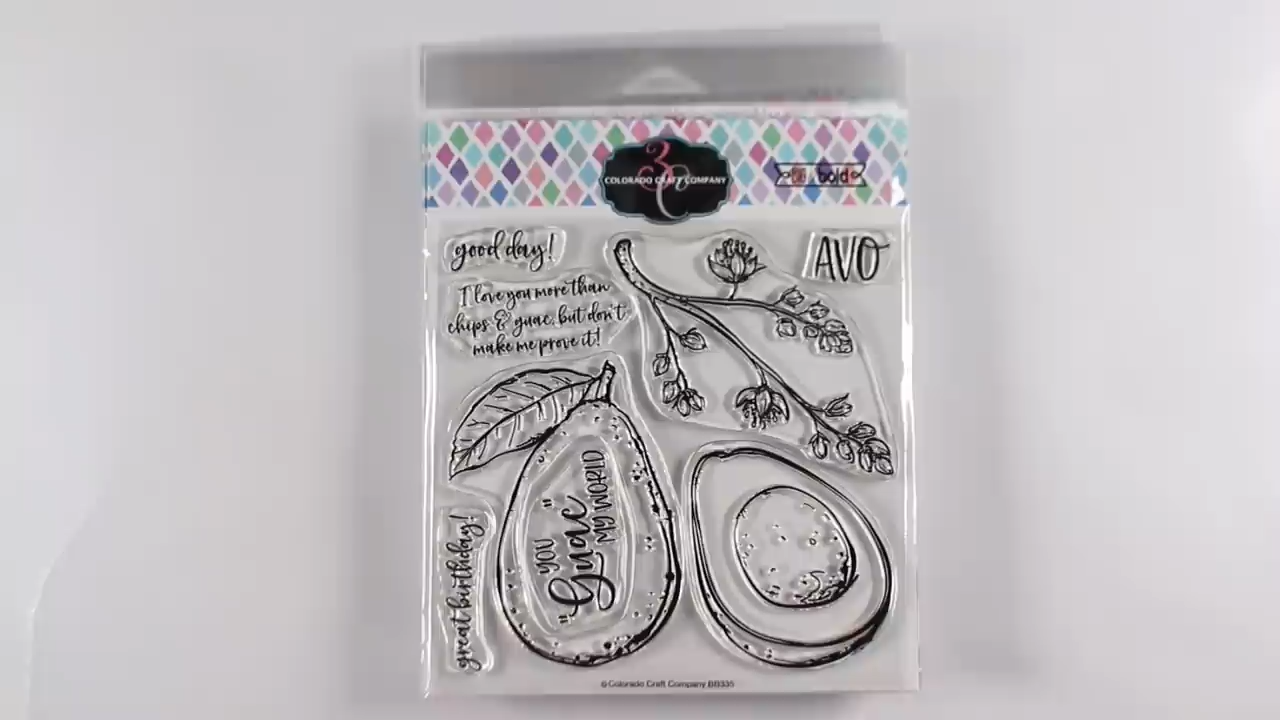 3C
COLORADO CRAFT COMPANY
big & bold
good day!
AVO
I love you more than
chips & guac, but don't
make me prove it!
YOU
"Guac"
MY WORLD
great birthday!
©Colorado Craft Company BB335